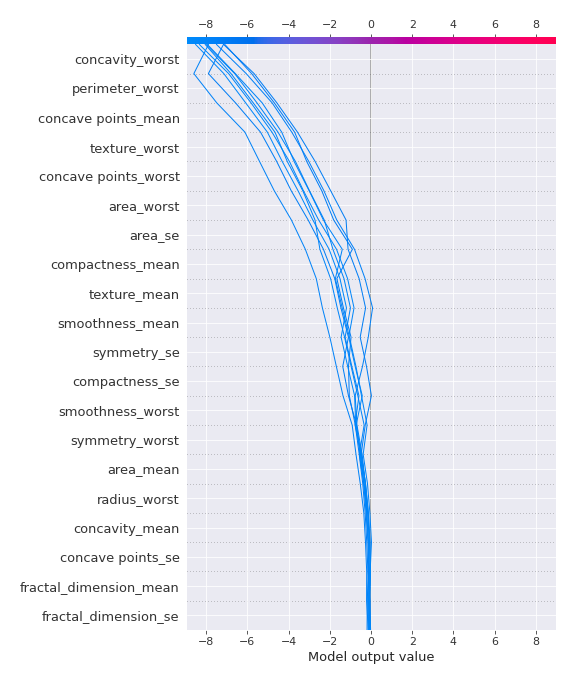 −8 −6 −4 −2 0 2 4 6 8
concavity_worst
perimeter_worst
concave points_mean
texture_worst
concave points_worst
area_worst
area_se
compactness_mean
texture_mean
smoothness_mean
symmetry_se
compactness_se
smoothness_worst
symmetry_worst
area_mean
radius_worst
concavity_mean
concave points_se
fractal_dimension_mean
fractal_dimension_se
−8 −6 −4 −2 0 2 4 6 8
Model output value